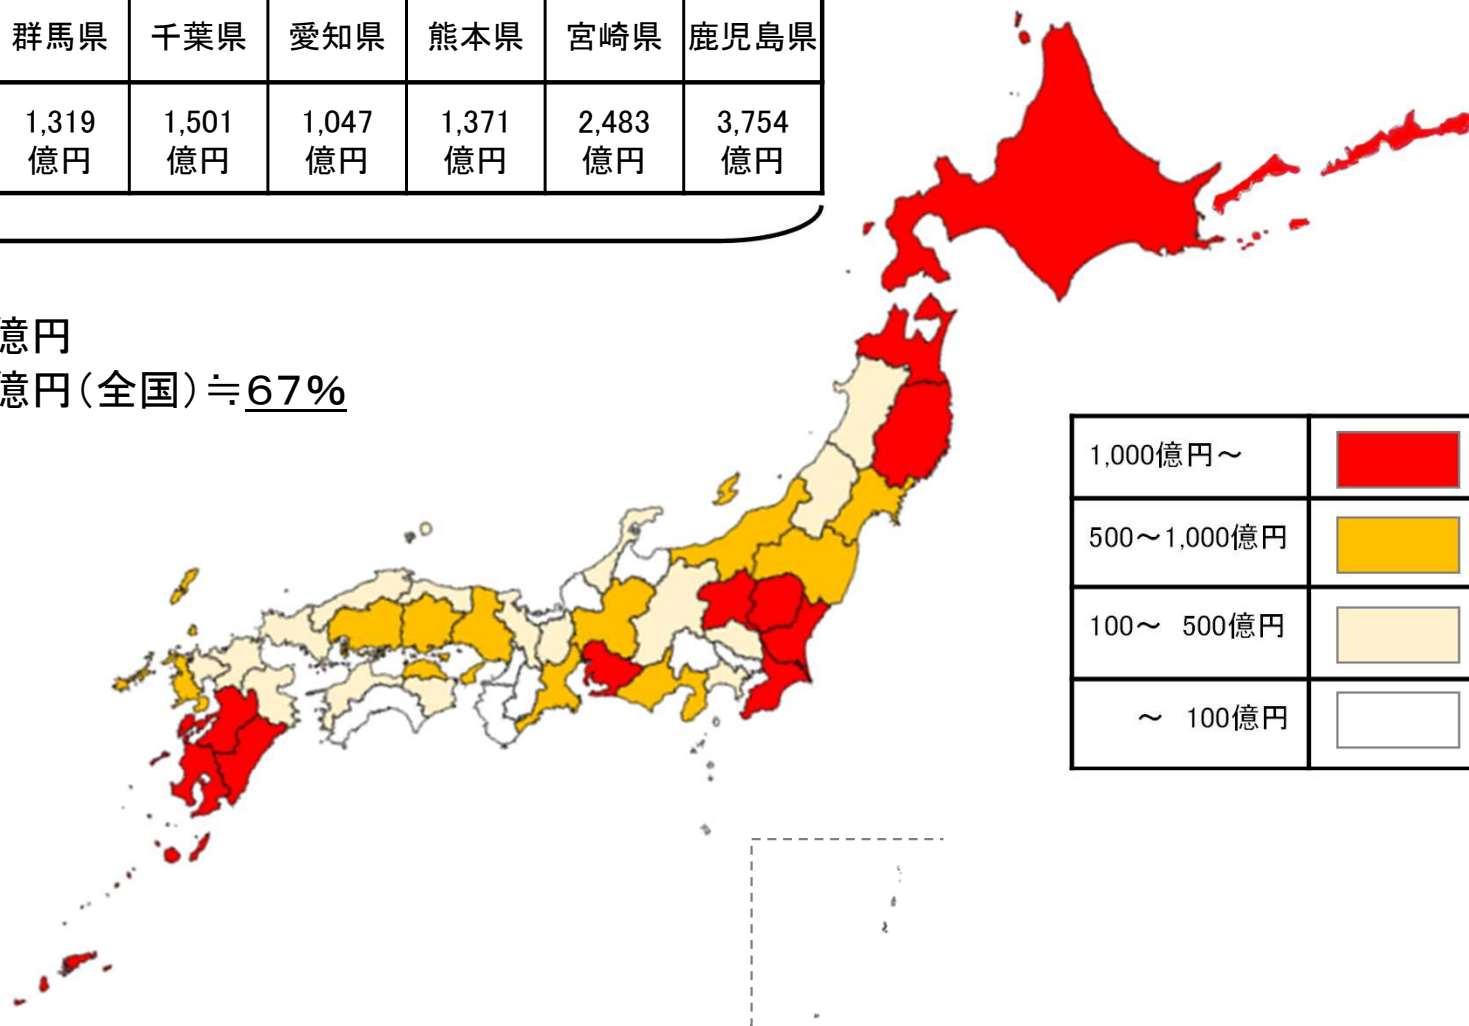 群馬県 千葉県 愛知県 熊本県 宮崎県 鹿児島県
1,319 1,501 1,047 1,371 2,483 3,754
億円 億円 億円 億円 億円 億円
億円
億円(全国)≒67%
1,000億円～
500～1,000億円
100～ 500億円
～ 100億円